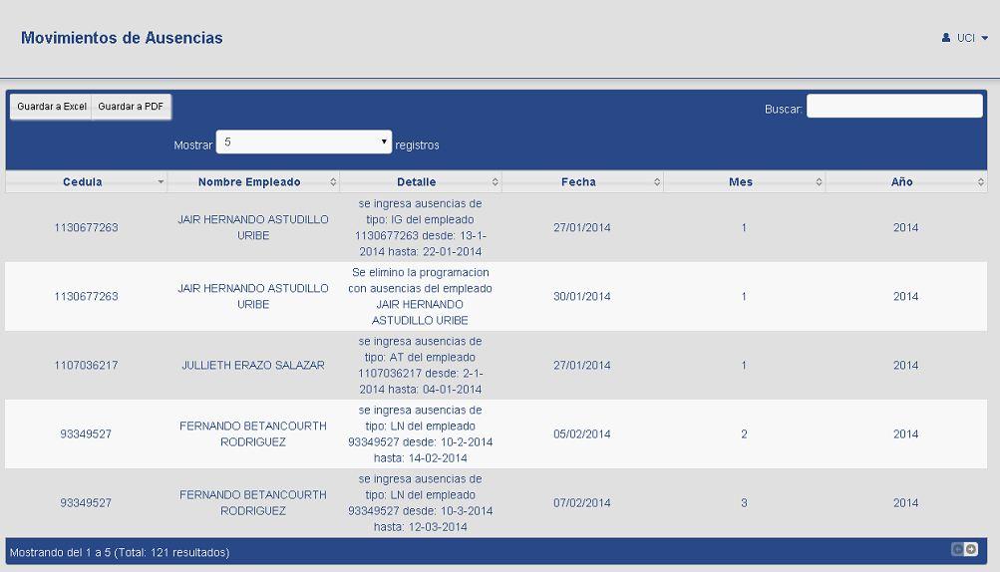 Movimientos de Ausencias
UCI
Guardar a Excel Guardar a PDF
Buscar:
Mostrar 5 registros
Cedula Nombre Empleado Detalle Fecha Mes Año
1130677263
JAIR HERNANDO ASTUDILLO
URIBE
se ingresa ausencias de
tipo: IG del empleado
1130677263 desde: 13-1-
2014 hasta: 22-01-2014
27/01/2014
1
2014
1130677263
JAIR HERNANDO ASTUDILLO
URIBE
Se elimino la programacion
con ausencias del empleado
JAIR HERNANDO
ASTUDILLO URIBE
30/01/2014
1
2014
1107036217
JULLIETH ERAZO SALAZAR
se ingresa ausencias de
tipo: AT del empleado
1107036217 desde: 2-1-
2014 hasta: 04-01-2014
27/01/2014
1
2014
93349527
FERNANDO BETANCOURTH
RODRIGUEZ
se ingresa ausencias de
tipo: LN del empleado
93349527 desde: 10-2-2014
hasta: 14-02-2014
05/02/2014
2
2014
93349527
FERNANDO BETANCOURTH
RODRIGUEZ
se ingresa ausencias de
tipo: LN del empleado
93349527 desde: 10-3-2014
hasta: 12-03-2014
07/02/2014
3
2014
Mostrando del 1 a 5 (Total: 121 resultados)